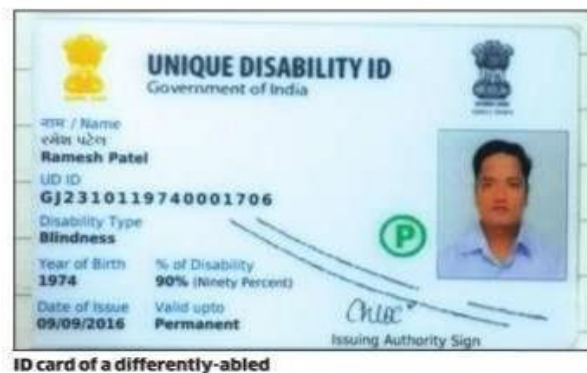 UNIQUE DISABILITY ID
Government of India
नाम / Name
રમેશ પટેલ
Ramesh Patel
UD ID
GJ2310119740001706
Disability Type
Blindness
Year of Birth % of Disability
1974 90% (Ninety Percent)
Date of Issue Valid upto
09/09/2016 Permanent
P
Issuing Authority Sign
ID card of a differently-abled